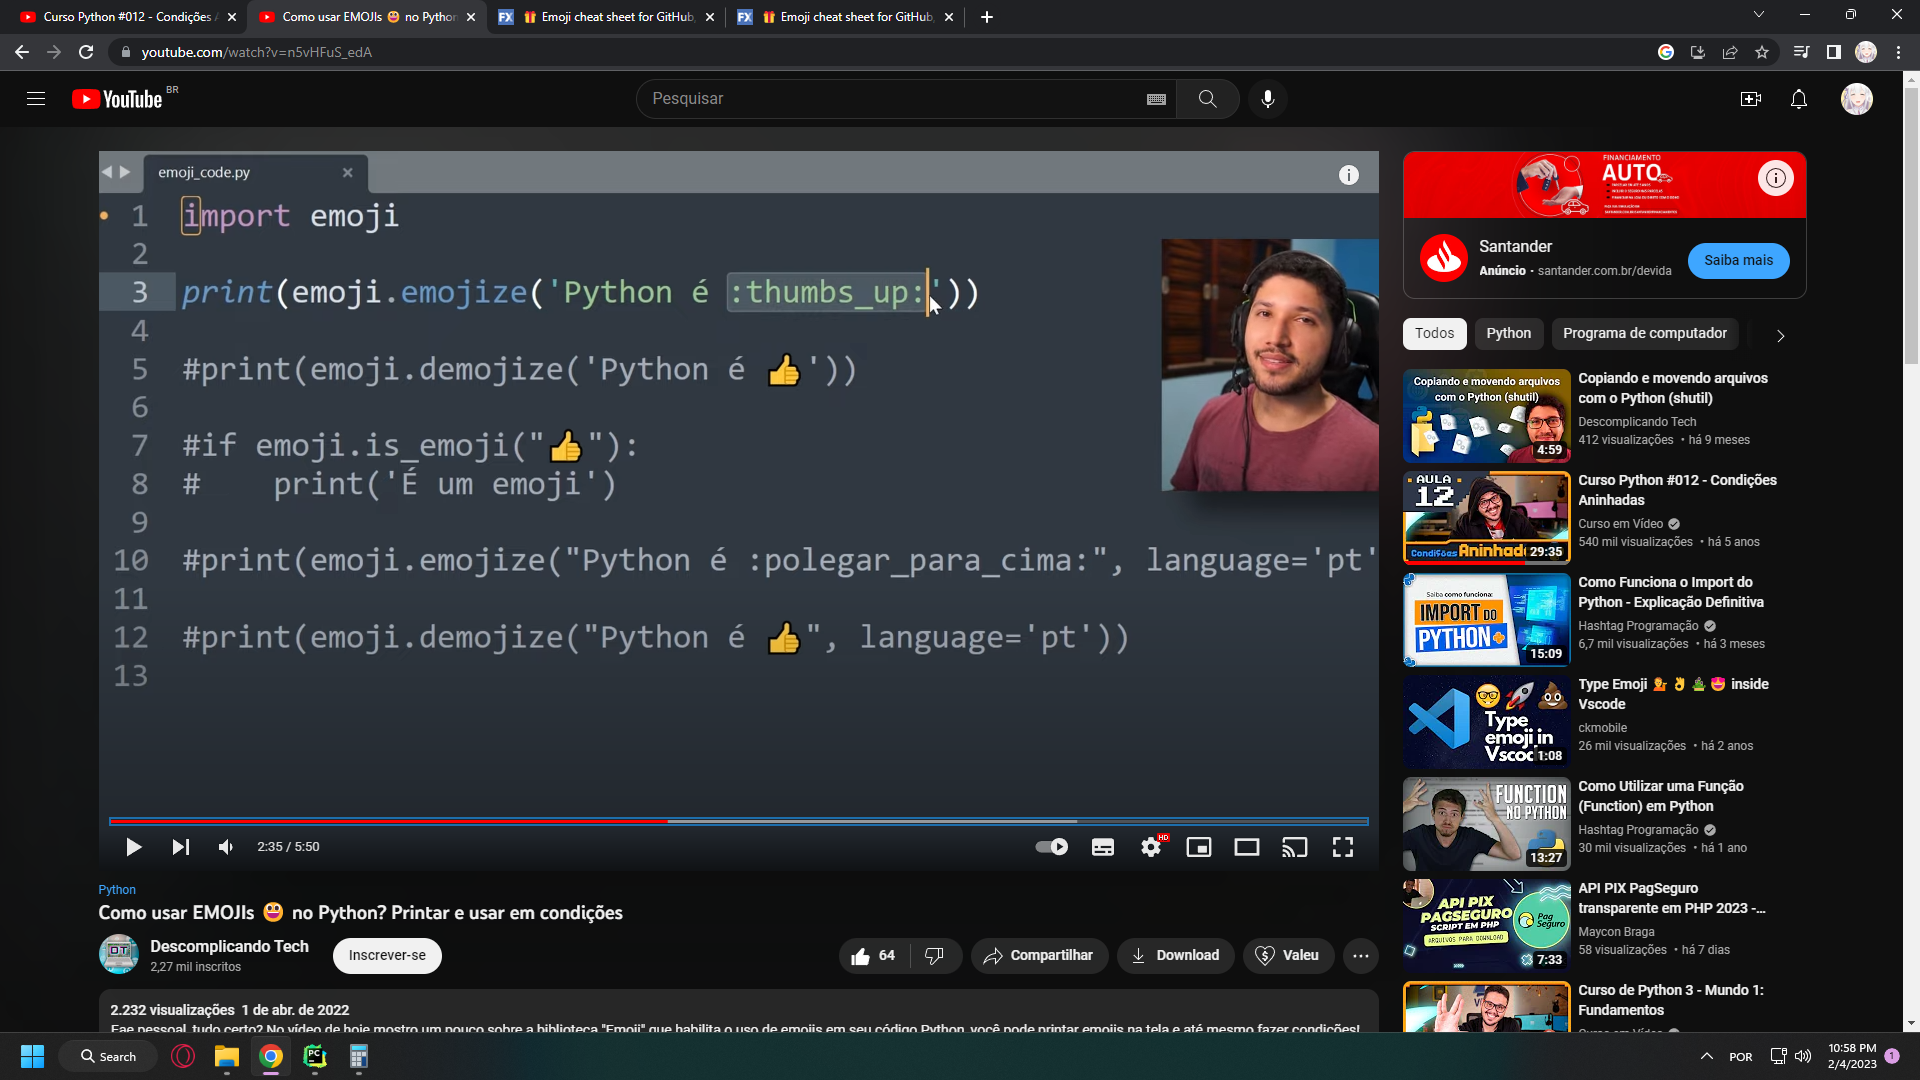 Curso Python #012 - Condições
Como usar EMOJIs 😀 no Python
Emoji cheat sheet for GitHub,
Emoji cheat sheet for GitHub,
youtube.com/watch?v=n5vHFuS_edA
YouTube BR
Pesquisar
emoji_code.py
1 import emoji
2
3 print(emoji.emojize('Python é :thumbs_up:'))
4
5 #print(emoji.demojize('Python é 👍'))
6
7 #if emoji.is_emoji("👍"):
8 #    print('É um emoji')
9
10 #print(emoji.emojize("Python é :polegar_para_cima:", language='pt'
11
12 #print(emoji.demojize("Python é 👍", language='pt'))
13
2:35 / 5:50
HD
Python
Como usar EMOJIs 😀 no Python? Printar e usar em condições
DT
Descomplicando Tech
2,27 mil inscritos
Inscrever-se
64
Compartilhar
Download
Valeu
2.232 visualizações 1 de abr. de 2022
Fae pessoal, tudo certo? No vídeo de hoje mostro um pouco sobre a biblioteca "Emoji" que habilita o uso de emojis em seu código Python, você pode printar emojis na tela e até mesmo fazer condições!
FINANCIAMENTO
AUTO
Santander
Anúncio · santander.com.br/devida
Saiba mais
Todos
Python
Programa de computador
Copiando e movendo arquivos
com o Python (shutil)
4:59
Copiando e movendo arquivos
com o Python (shutil)
Descomplicando Tech
412 visualizações • há 9 meses
AULA
12
Condições Aninhad
29:35
Curso Python #012 - Condições
Aninhadas
Curso em Vídeo
540 mil visualizações • há 5 anos
Saiba como funciona:
IMPORT DO
PYTHON
15:09
Como Funciona o Import do
Python - Explicação Definitiva
Hashtag Programação
6,7 mil visualizações • há 3 meses
Type
emoji in
Vscod
1:08
Type Emoji 💁 👌 🎍 😍 inside
Vscode
ckmobile
26 mil visualizações • há 2 anos
FUNCTION
NO PYTHON
13:27
Como Utilizar uma Função
(Function) em Python
Hashtag Programação
30 mil visualizações • há 1 ano
API PIX
PAGSEGURO
SCRIPT EM PHP
ARQUIVOS PARA DOWNLOAD
Pag
Seguro
7:33
API PIX PagSeguro
transparente em PHP 2023 -...
Maycon Braga
58 visualizações • há 7 dias
Curso de Python 3 - Mundo 1:
Fundamentos
Curso em Vídeo
Search
POR
10:58 PM
2/4/2023
1